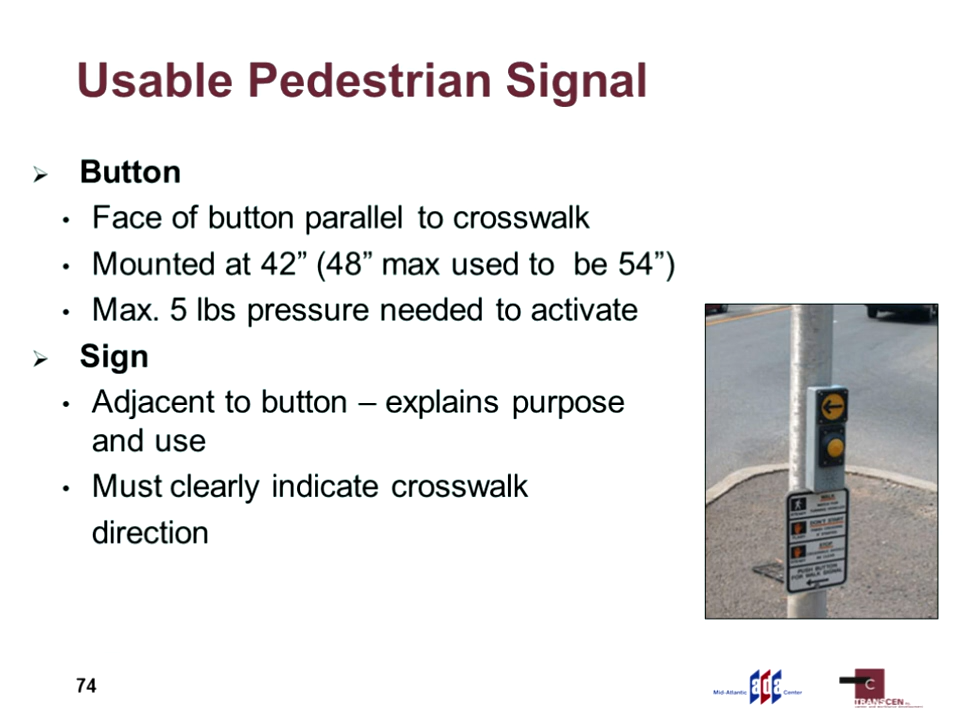 Usable Pedestrian Signal
Button
Face of button parallel to crosswalk
Mounted at 42” (48” max used to  be 54”)
Max. 5 lbs pressure needed to activate
Sign
Adjacent to button – explains purpose
and use
Must clearly indicate crosswalk
direction
WALK
DON'T START
STOP
PUSH BUTTON
FOR WALK SIGNAL
74
Mid-Atlantic ada Center
C
TRANSCEN